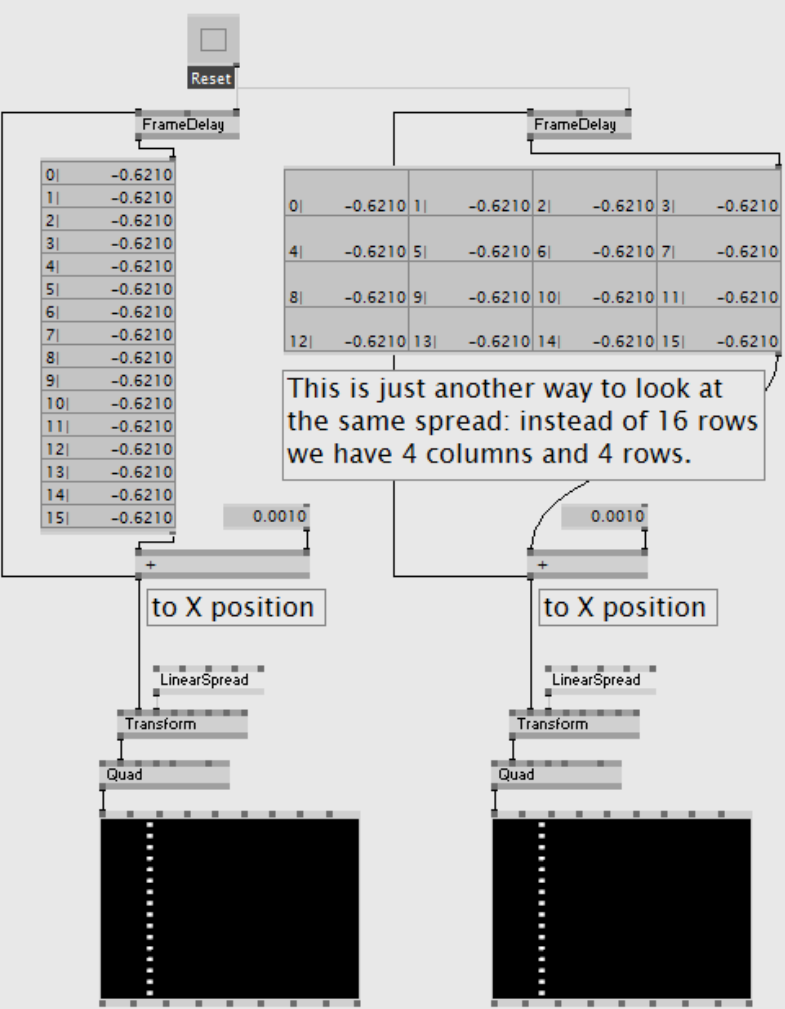 Reset
FrameDelay
FrameDelay
0| -0.6210
1| -0.6210
2| -0.6210
3| -0.6210
4| -0.6210
5| -0.6210
6| -0.6210
7| -0.6210
8| -0.6210
9| -0.6210
10| -0.6210
11| -0.6210
12| -0.6210
13| -0.6210
14| -0.6210
15| -0.6210
0| -0.6210 1| -0.6210 2| -0.6210 3| -0.6210
4| -0.6210 5| -0.6210 6| -0.6210 7| -0.6210
8| -0.6210 9| -0.6210 10| -0.6210 11| -0.6210
12| -0.6210 13| -0.6210 14| -0.6210 15| -0.6210
This is just another way to look at
the same spread: instead of 16 rows
we have 4 columns and 4 rows.
0.0010
0.0010
+
+
to X position
to X position
LinearSpread
LinearSpread
Transform
Transform
Quad
Quad